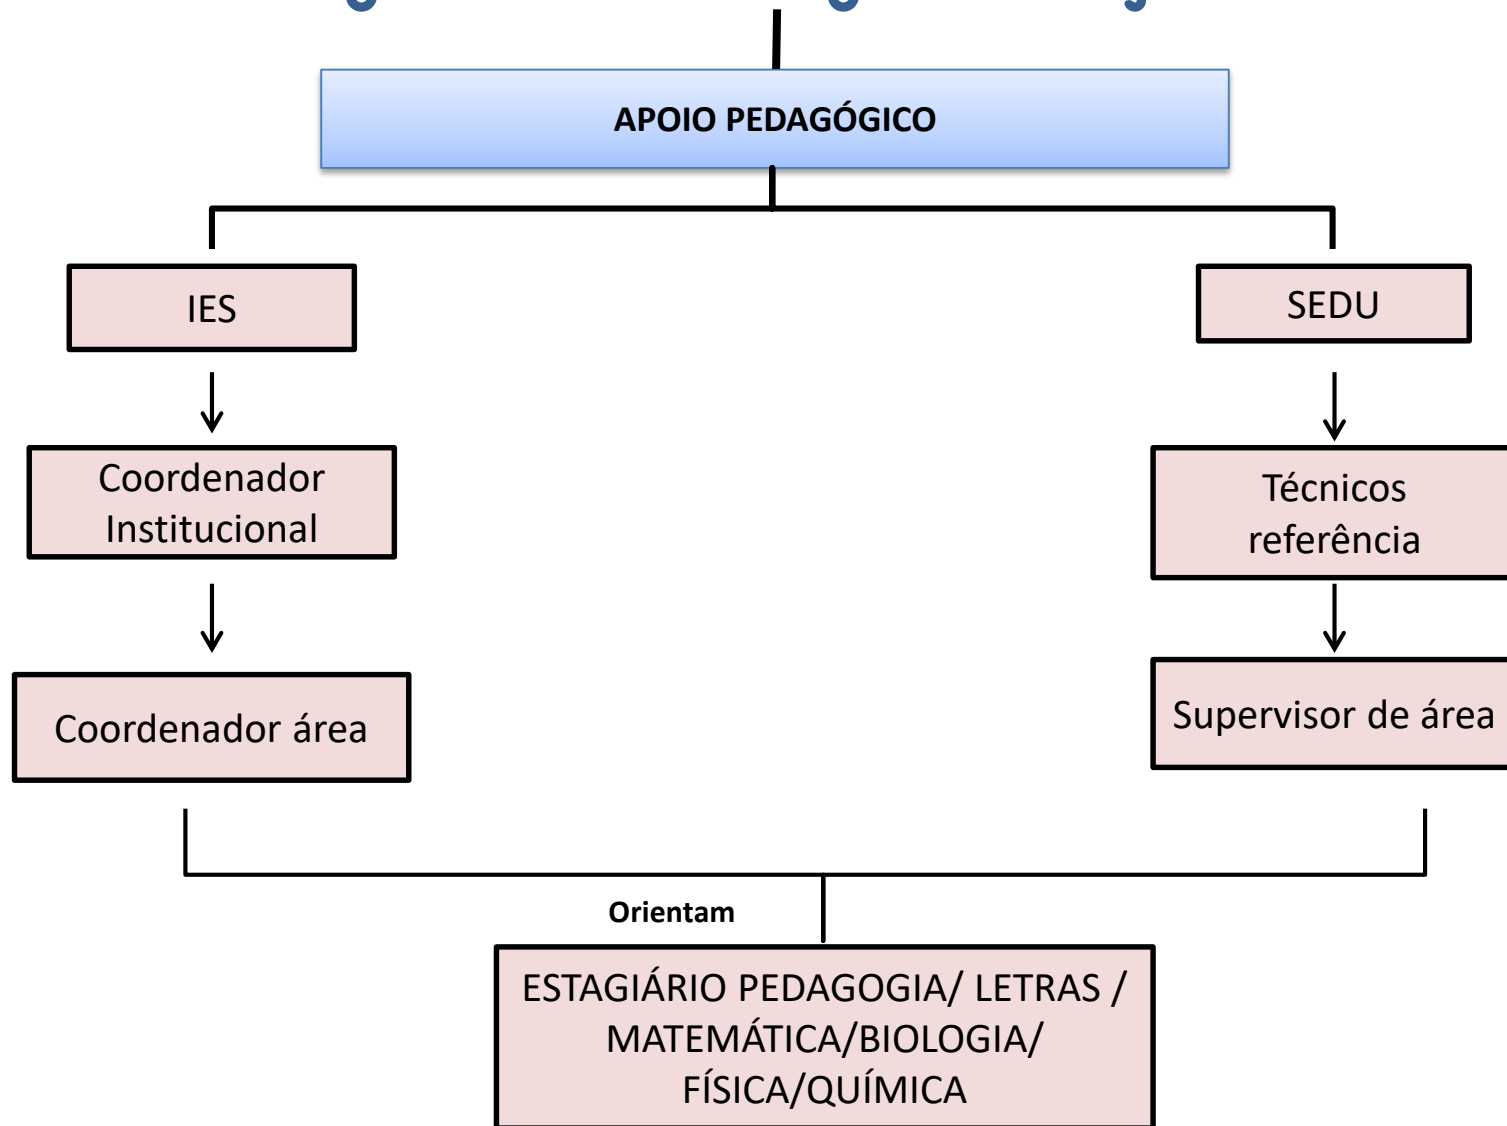 APOIO PEDAGÓGICO
IES
SEDU
Coordenador
Institucional
Técnicos
referência
Coordenador área
Supervisor de área
Orientam
ESTAGIÁRIO PEDAGOGIA/ LETRAS /
MATEMÁTICA/BIOLOGIA/
FÍSICA/QUÍMICA